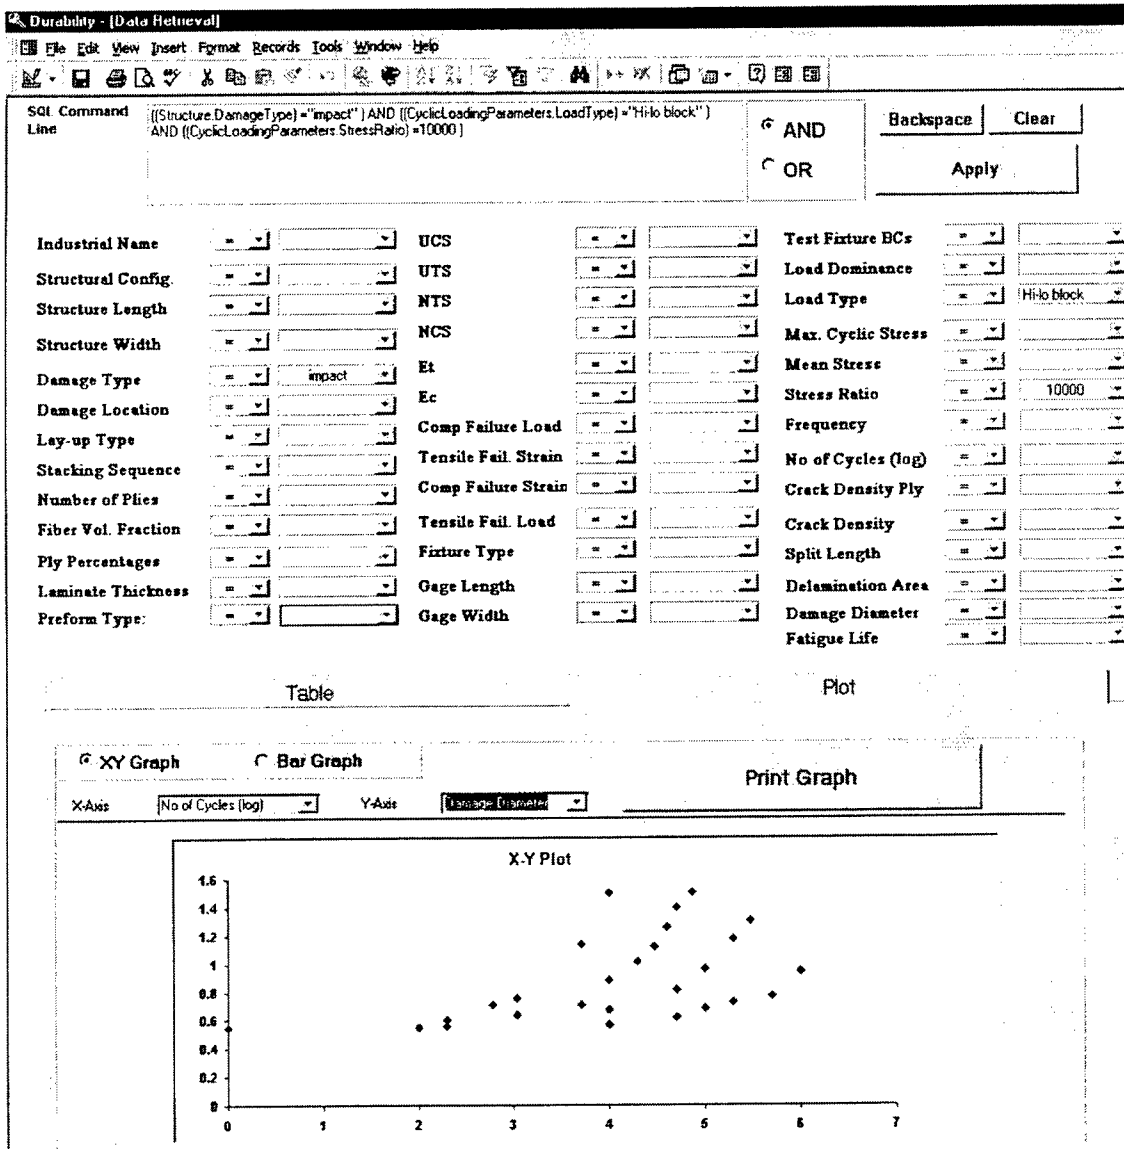 Durability - [Data Retrieval]
File Edit View Insert Format Records Tools Window Help
SQL Command Line
((Structure.DamageType) ="impact" ) AND ((CyclicLoadingParameters.LoadType) ="Hi-lo block" )
AND ((CyclicLoadingParameters.StressRatio) =10000 )
AND
OR
Backspace Clear
Apply
Industrial Name =
Structural Config. =
Structure Length =
Structure Width =
Damage Type = impact
Damage Location =
Lay-up Type =
Stacking Sequence =
Number of Plies =
Fiber Vol. Fraction =
Ply Percentages =
Laminate Thickness =
Preform Type: =
UCS =
UTS =
NTS =
NCS =
Et =
Ec =
Comp Failure Load =
Tensile Fail. Strain =
Comp Failure Strain =
Tensile Fail. Load =
Fixture Type =
Gage Length =
Gage Width =
Test Fixture BCs =
Load Dominance =
Load Type = Hi-lo block
Max. Cyclic Stress =
Mean Stress =
Stress Ratio = 10000
Frequency =
No of Cycles (log) =
Crack Density Ply =
Crack Density =
Split Length =
Delamination Area =
Damage Diameter =
Fatigue Life =
Table Plot
XY Graph Bar Graph
Print Graph
X-Axis No of Cycles (log) Y-Axis Damage Diameter
X-Y Plot
1.6
1.4
1.2
1
0.8
0.6
0.4
0.2
0
0 1 2 3 4 5 6 7